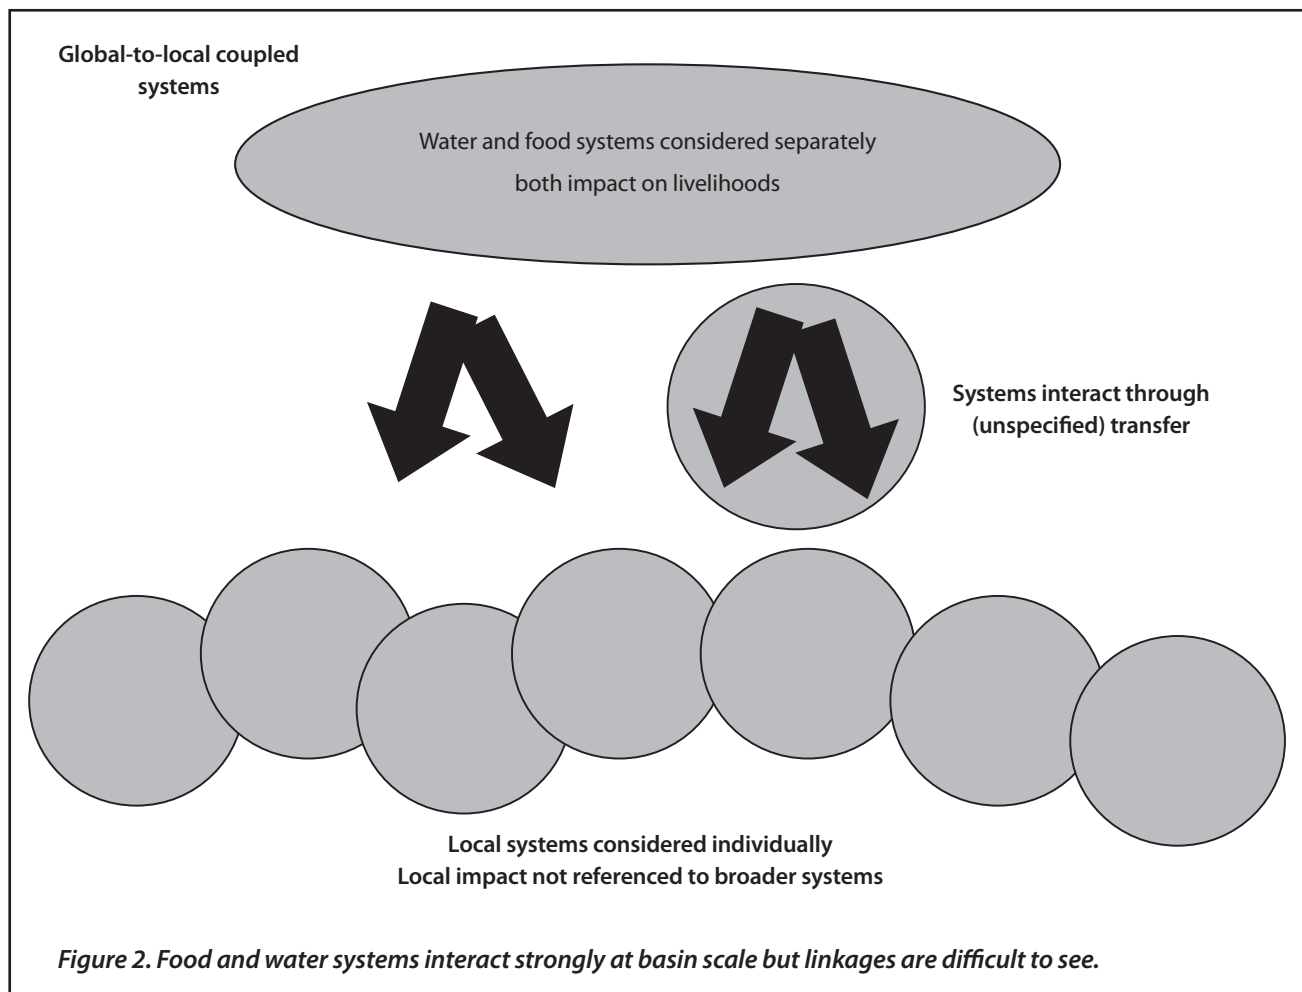 Global-to-local coupled
systems
Water and food systems considered separately
both impact on livelihoods
Systems interact through
(unspecified) transfer
Local systems considered individually
Local impact not referenced to broader systems
Figure 2. Food and water systems interact strongly at basin scale but linkages are difficult to see.